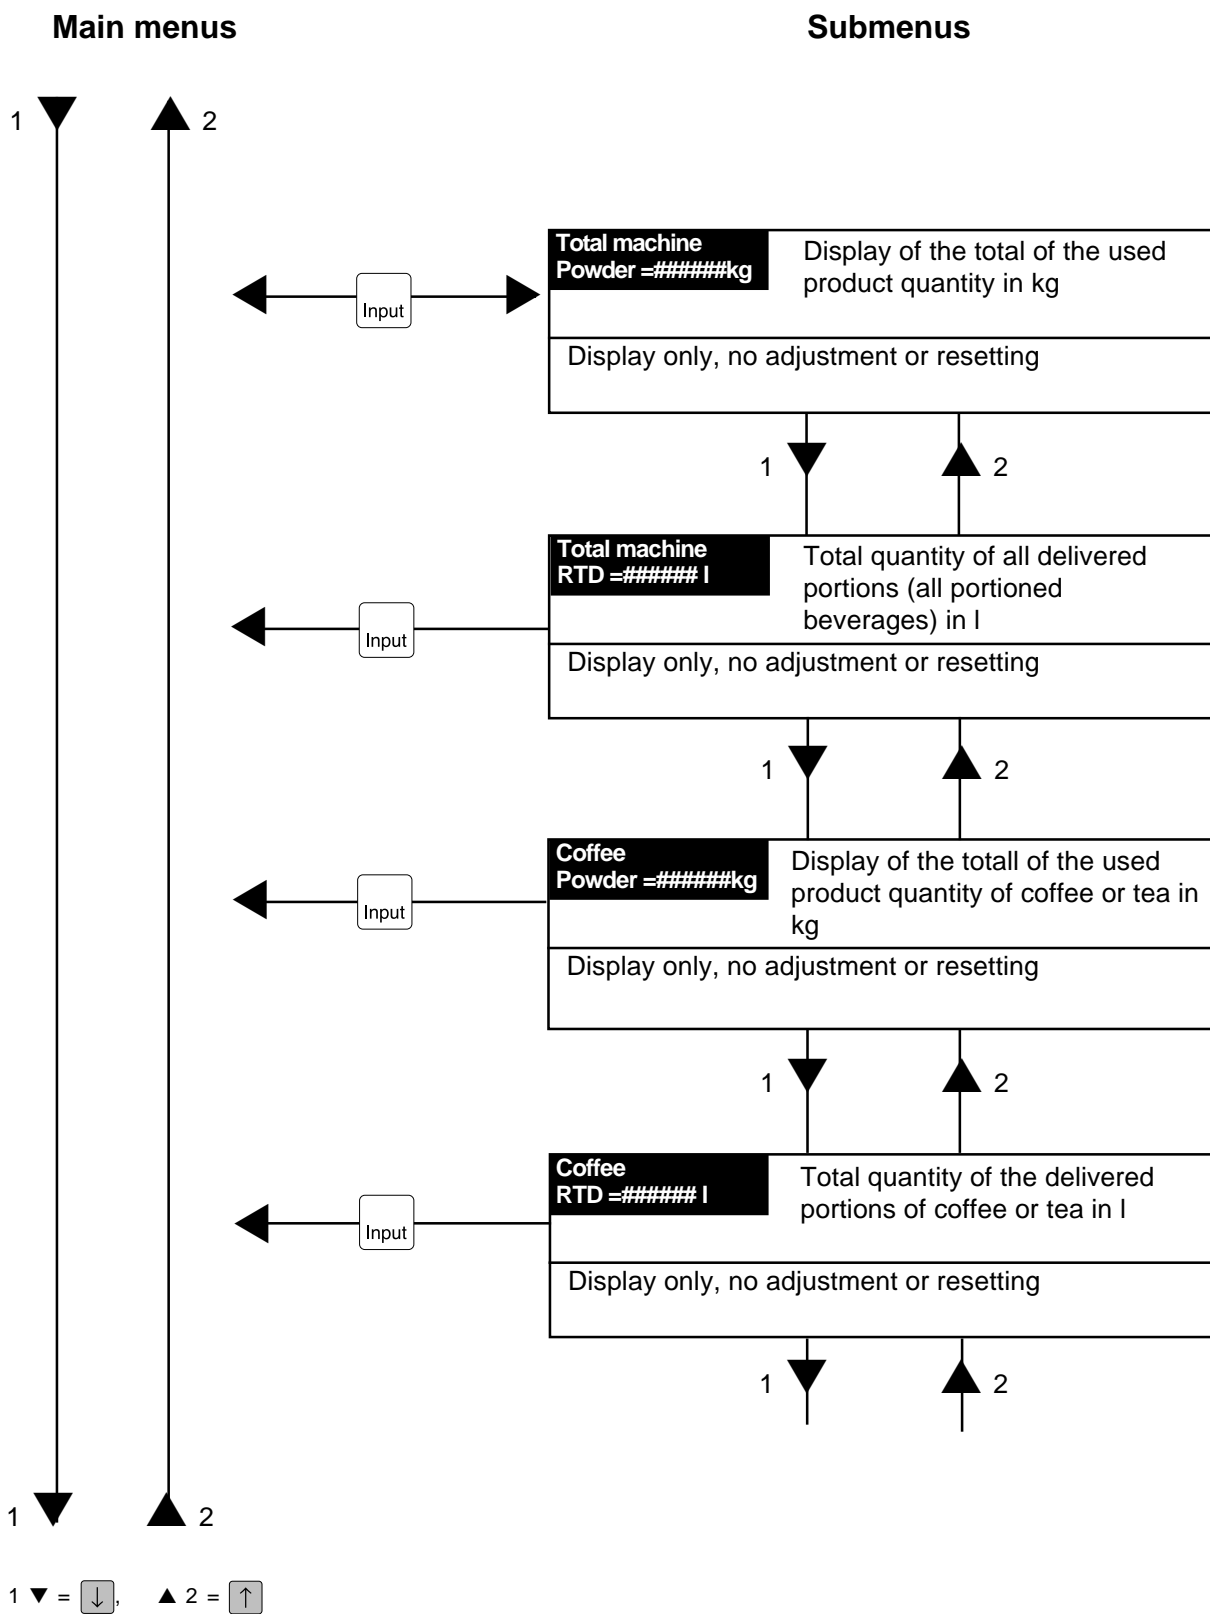 Main menus
Submenus
1 ▼ ▲ 2
Total machine
Powder =######kg
Display of the total of the used
product quantity in kg
Input
Display only, no adjustment or resetting
1 ▼ ▲ 2
Total machine
RTD =###### l
Total quantity of all delivered
portions (all portioned
beverages) in l
Input
Display only, no adjustment or resetting
1 ▼ ▲ 2
Coffee
Powder =######kg
Display of the totall of the used
product quantity of coffee or tea in
kg
Input
Display only, no adjustment or resetting
1 ▼ ▲ 2
Coffee
RTD =###### l
Total quantity of the delivered
portions of coffee or tea in l
Input
Display only, no adjustment or resetting
1 ▼ ▲ 2
1 ▼ ▲ 2
1 ▼ = ↓, ▲ 2 = ↑